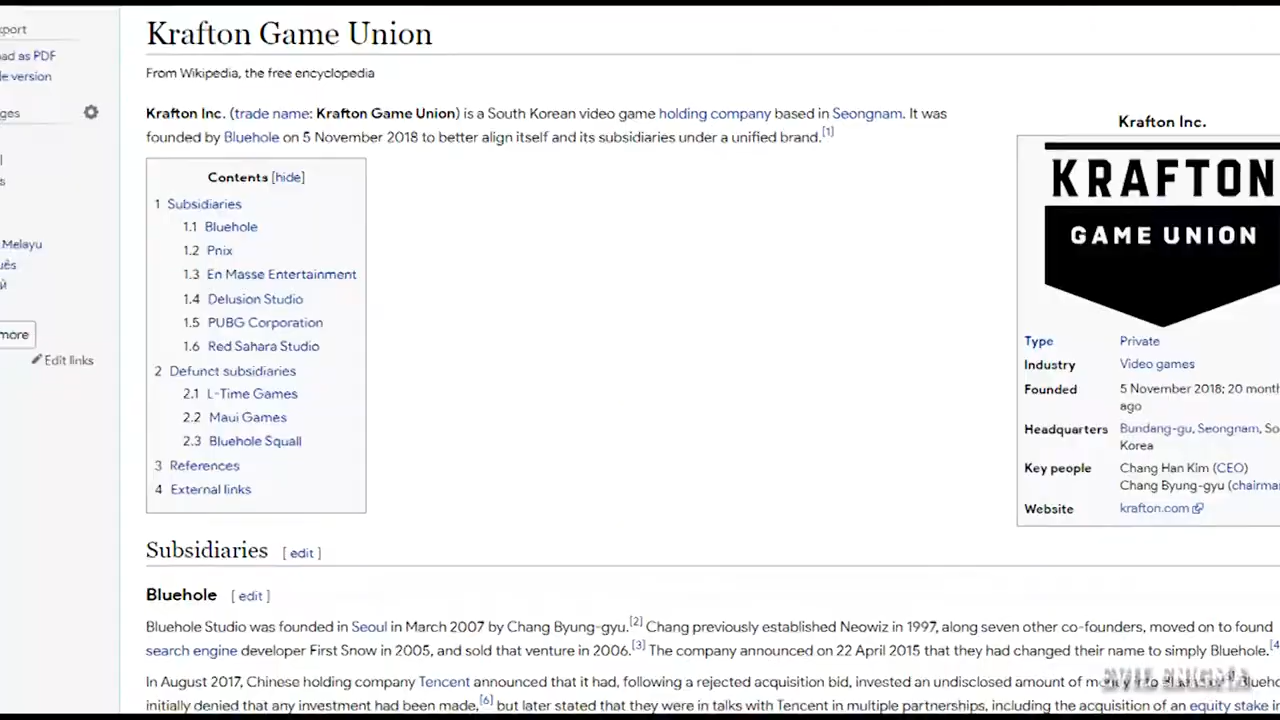 Krafton Game Union
From Wikipedia, the free encyclopedia
Krafton Inc. (trade name: Krafton Game Union) is a South Korean video game holding company based in Seongnam. It was
founded by Bluehole on 5 November 2018 to better align itself and its subsidiaries under a unified brand.[1]
Contents [hide]
1 Subsidiaries
1.1 Bluehole
1.2 Pnix
1.3 En Masse Entertainment
1.4 Delusion Studio
1.5 PUBG Corporation
1.6 Red Sahara Studio
2 Defunct subsidiaries
2.1 L-Time Games
2.2 Maui Games
2.3 Bluehole Squall
3 References
4 External links
Krafton Inc.
KRAFTON
GAME UNION
Type Private
Industry Video games
Founded 5 November 2018; 20 month
ago
Headquarters Bundang-gu, Seongnam, So
Korea
Key people Chang Han Kim (CEO)
Chang Byung-gyu (chairma
Website krafton.com
xport
ad as PDF
le version
ges
Melayu
uês
more
Edit links
Subsidiaries [ edit ]
Bluehole [ edit ]
Bluehole Studio was founded in Seoul in March 2007 by Chang Byung-gyu.[2] Chang previously established Neowiz in 1997, along seven other co-founders, moved on to found
search engine developer First Snow in 2005, and sold that venture in 2006.[3] The company announced on 22 April 2015 that they had changed their name to simply Bluehole.[4
In August 2017, Chinese holding company Tencent announced that it had, following a rejected acquisition bid, invested an undisclosed amount of
initially denied that any investment had been made,[6] but later stated that they were in talks with Tencent in multiple partnerships, including the acquisition of an equity stake in